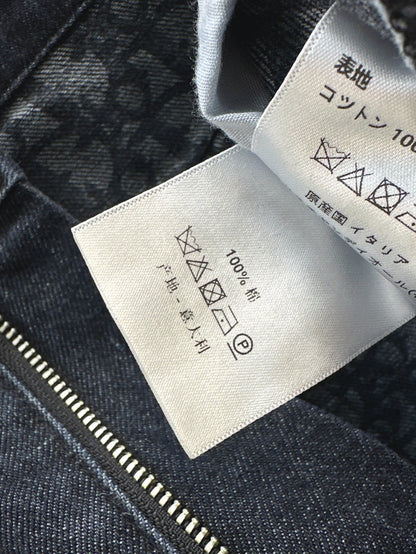 表地
コットン 100
原産国 イタリア
100% 棉
P
产地 - 意大利